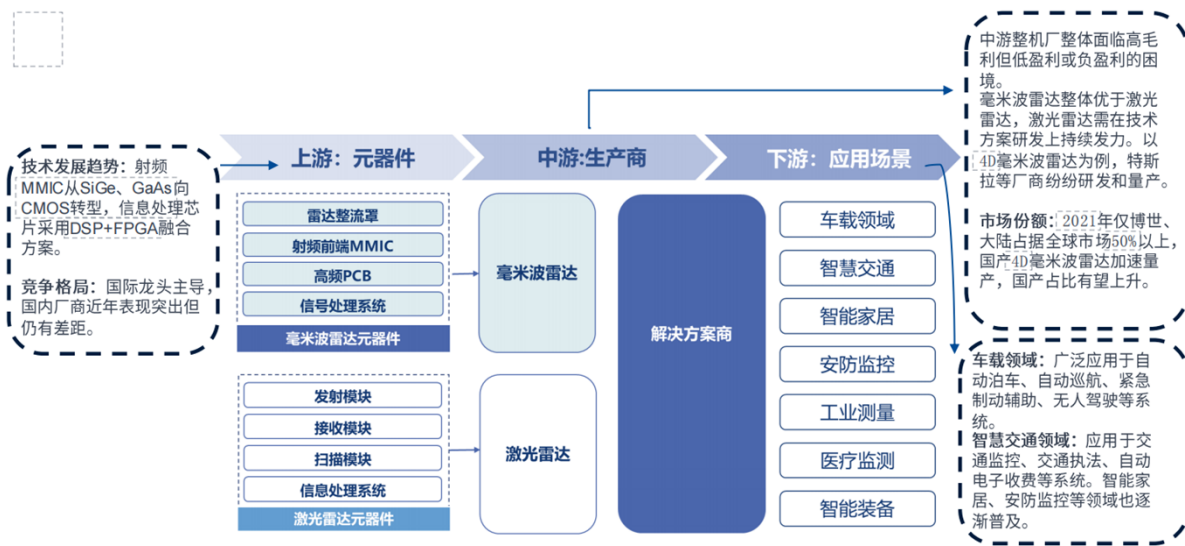 技术发展趋势：射频
MMIC从SiGe、GaAs向
CMOS转型，信息处理芯
片采用DSP+FPGA融合
方案。
竞争格局：国际龙头主导，
国内厂商近年表现突出但
仍有差距。
上游：元器件
雷达整流罩
射频前端MMIC
高频PCB
信号处理系统
毫米波雷达元器件
发射模块
接收模块
扫描模块
信息处理系统
激光雷达元器件
中游:生产商
毫米波雷达
激光雷达
解决方案商
下游：应用场景
车载领域
智慧交通
智能家居
安防监控
工业测量
医疗监测
智能装备
中游整机厂整体面临高毛
利但低盈利或负盈利的困
境。
毫米波雷达整体优于激光
雷达，激光雷达需在技术
方案研发上持续发力。以
4D毫米波雷达为例，特斯
拉等厂商纷纷研发和量产。
市场份额：2021年仅博世、
大陆占据全球市场50%以上，
国产4D毫米波雷达加速量
产，国产占比有望上升。
车载领域：广泛应用于自
动泊车、自动巡航、紧急
制动辅助、无人驾驶等系
统。
智慧交通领域：应用于交
通监控、交通执法、自动
电子收费等系统。智能家
居、安防监控等领域也逐
渐普及。